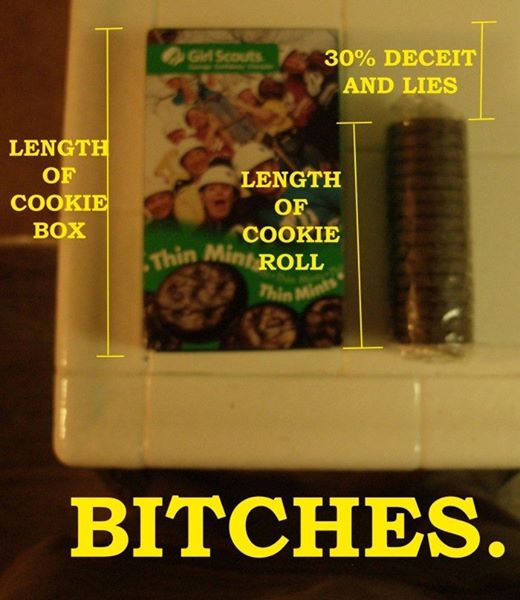 Girl Scouts.
30% DECEIT
AND LIES
LENGTH
OF
COOKIE
BOX
LENGTH
OF
COOKIE
ROLL
Thin Mints
Thin Mints
BITCHES.